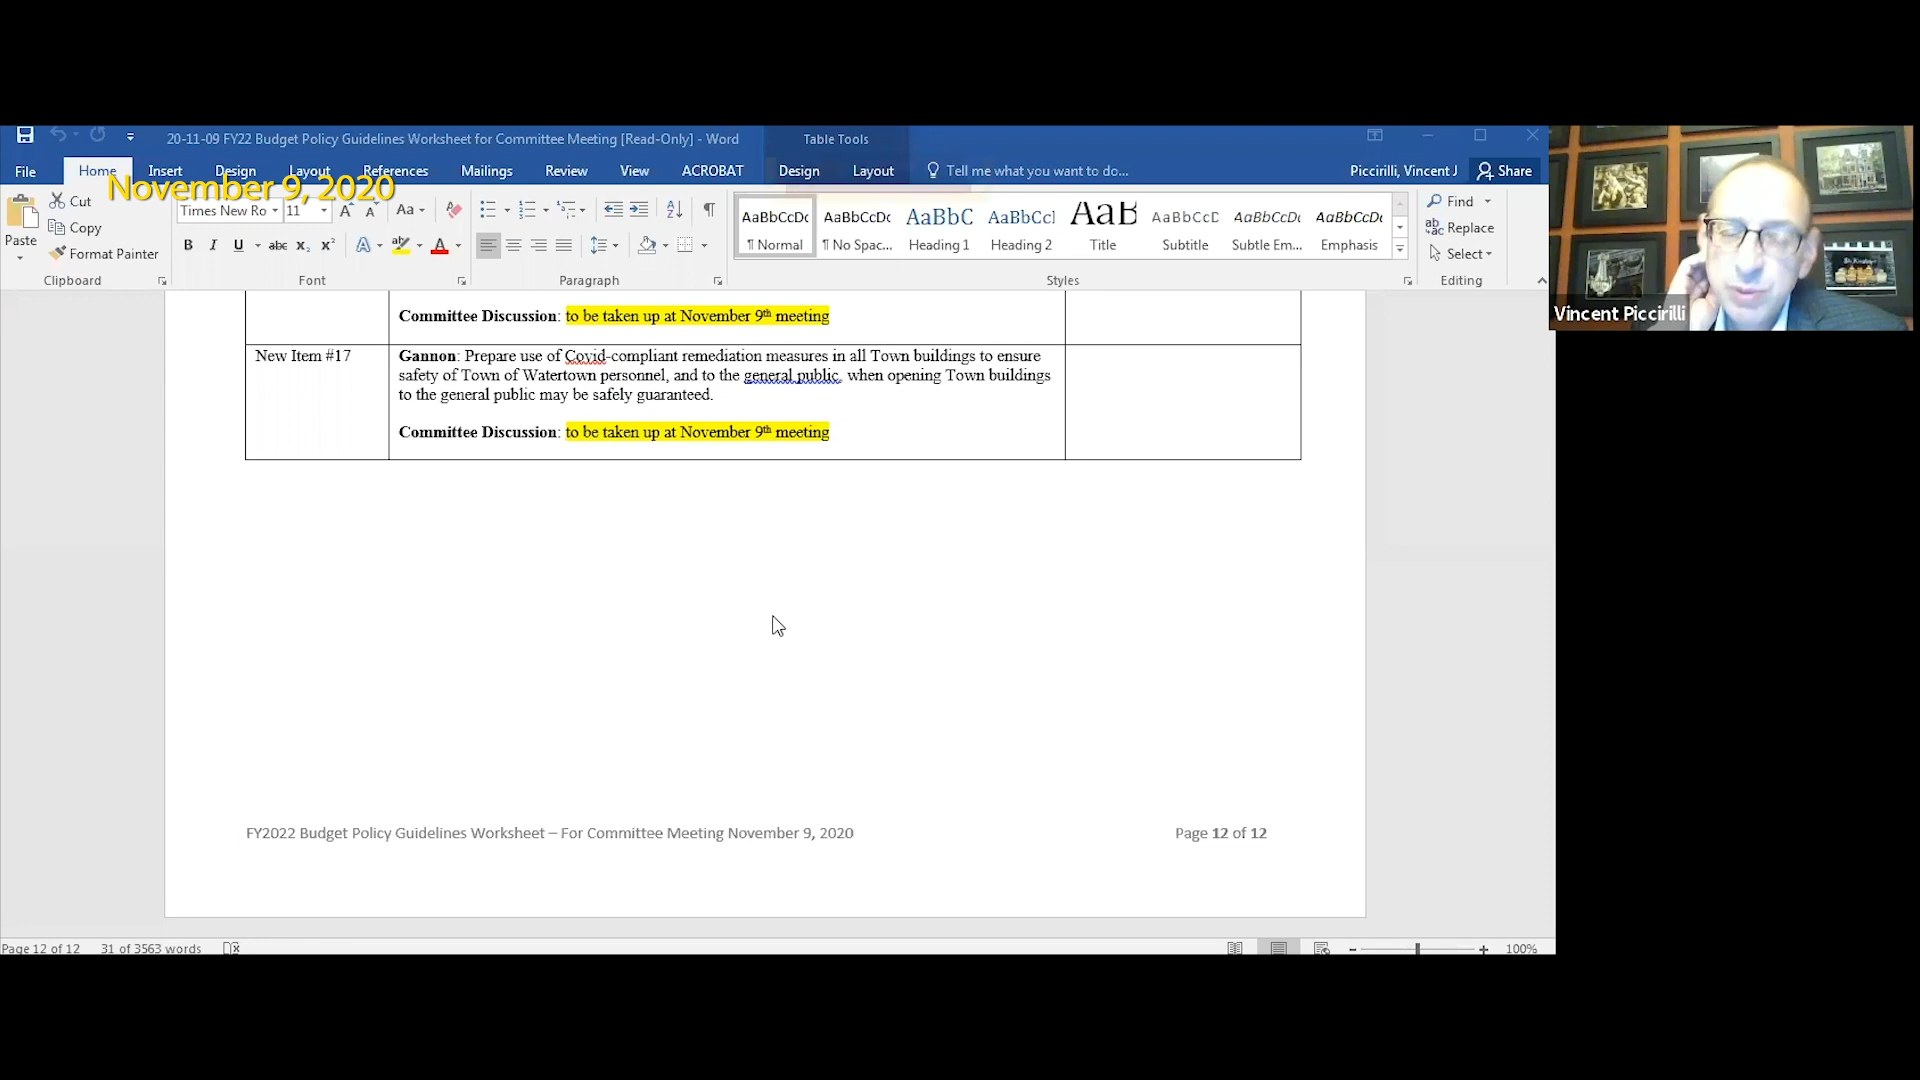 20-11-09 FY22 Budget Policy Guidelines Worksheet for Committee Meeting [Read-Only] - Word
Table Tools
File Home Insert Design Layout References Mailings Review View ACROBAT Design Layout Tell me what you want to do... Piccirilli, Vincent J Share
November 9, 2020
Paste
Cut
Copy
Format Painter
Clipboard
Times New Ro 11
Font
Paragraph
AaBbCcDc AaBbCcDc AaBbC AaBbCcl AaB AaBbCcD AaBbCcDc AaBbCcDc
¶ Normal ¶ No Spac... Heading 1 Heading 2 Title Subtitle Subtle Em... Emphasis
Styles
Find
Replace
Select
Editing
Vincent Piccirilli
Committee Discussion: to be taken up at November 9th meeting
New Item #17
Gannon: Prepare use of Covid-compliant remediation measures in all Town buildings to ensure
safety of Town of Watertown personnel, and to the general public, when opening Town buildings
to the general public may be safely guaranteed.
Committee Discussion: to be taken up at November 9th meeting
FY2022 Budget Policy Guidelines Worksheet – For Committee Meeting November 9, 2020
Page 12 of 12
Page 12 of 12 31 of 3563 words
100%